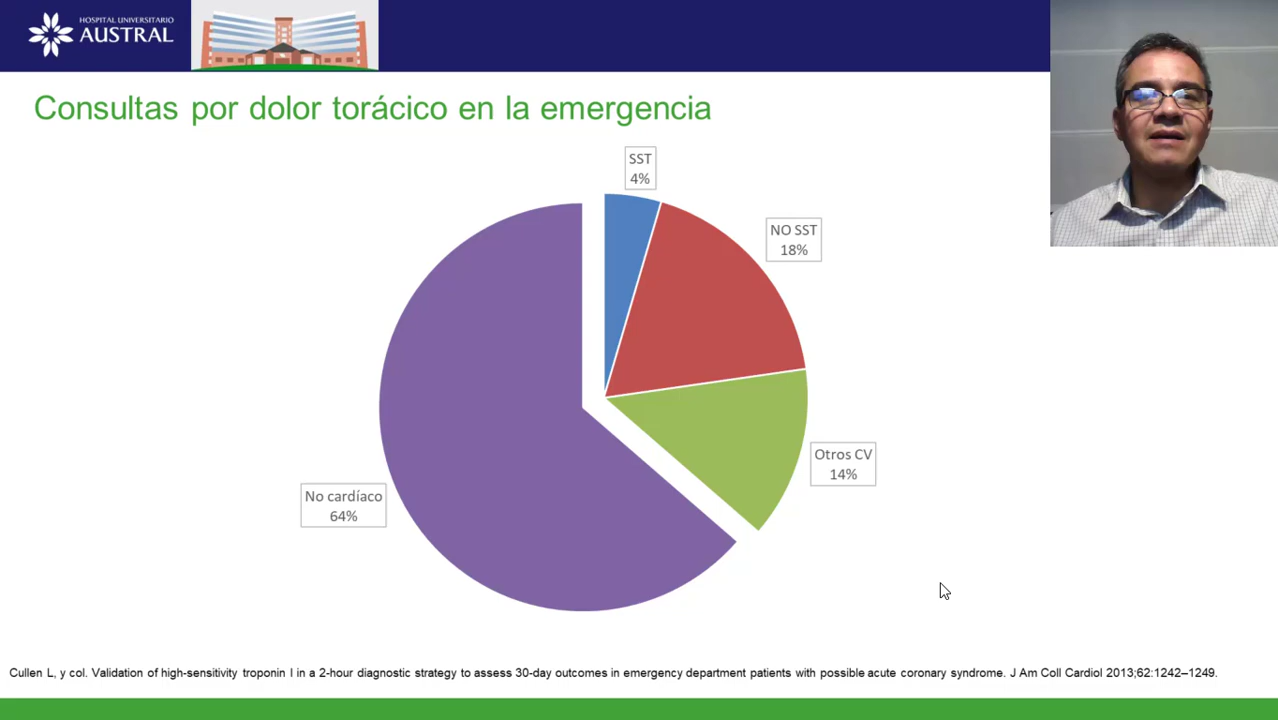 HOSPITAL UNIVERSITARIO
AUSTRAL
Consultas por dolor torácico en la emergencia
SST
4%
NO SST
18%
Otros CV
14%
No cardíaco
64%
Cullen L, y col. Validation of high-sensitivity troponin I in a 2-hour diagnostic strategy to assess 30-day outcomes in emergency department patients with possible acute coronary syndrome. J Am Coll Cardiol 2013;62:1242–1249.